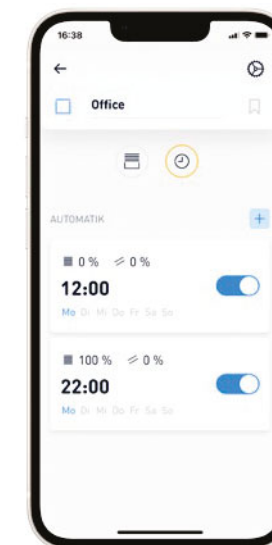 16:38
Office
AUTOMATIK
0 % 0 %
12:00
Mo Di Mi Do Fr Sa So
100 % 0 %
22:00
Mo Di Mi Do Fr Sa So